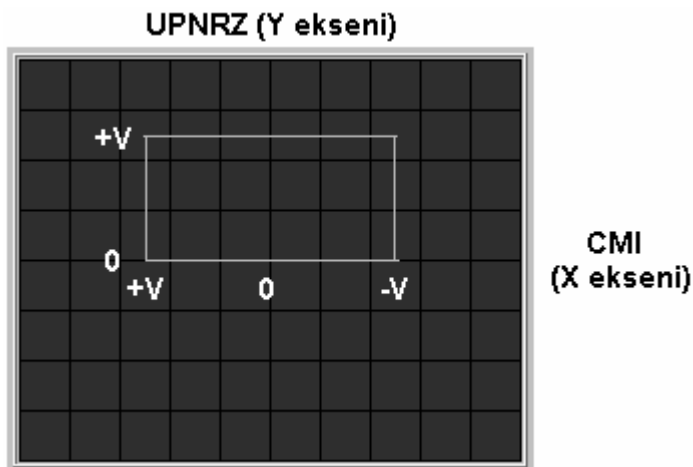 UPNRZ (Y ekseni)
+V
0
+V 0 -V
CMI
(X ekseni)